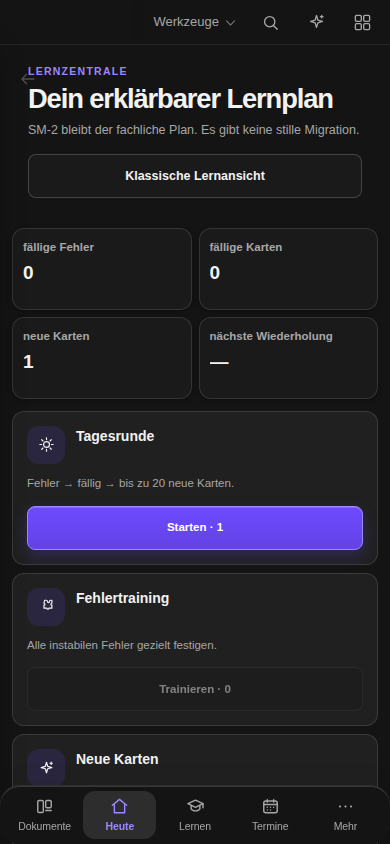 Werkzeuge
LERNZENTRALE
Dein erklärbarer Lernplan
SM-2 bleibt der fachliche Plan. Es gibt keine stille Migration.
Klassische Lernansicht
fällige Fehler
0
fällige Karten
0
neue Karten
1
nächste Wiederholung
—
Tagesrunde
Fehler → fällig → bis zu 20 neue Karten.
Starten · 1
Fehlertraining
Alle instabilen Fehler gezielt festigen.
Trainieren · 0
Neue Karten
Dokumente
Heute
Lernen
Termine
Mehr